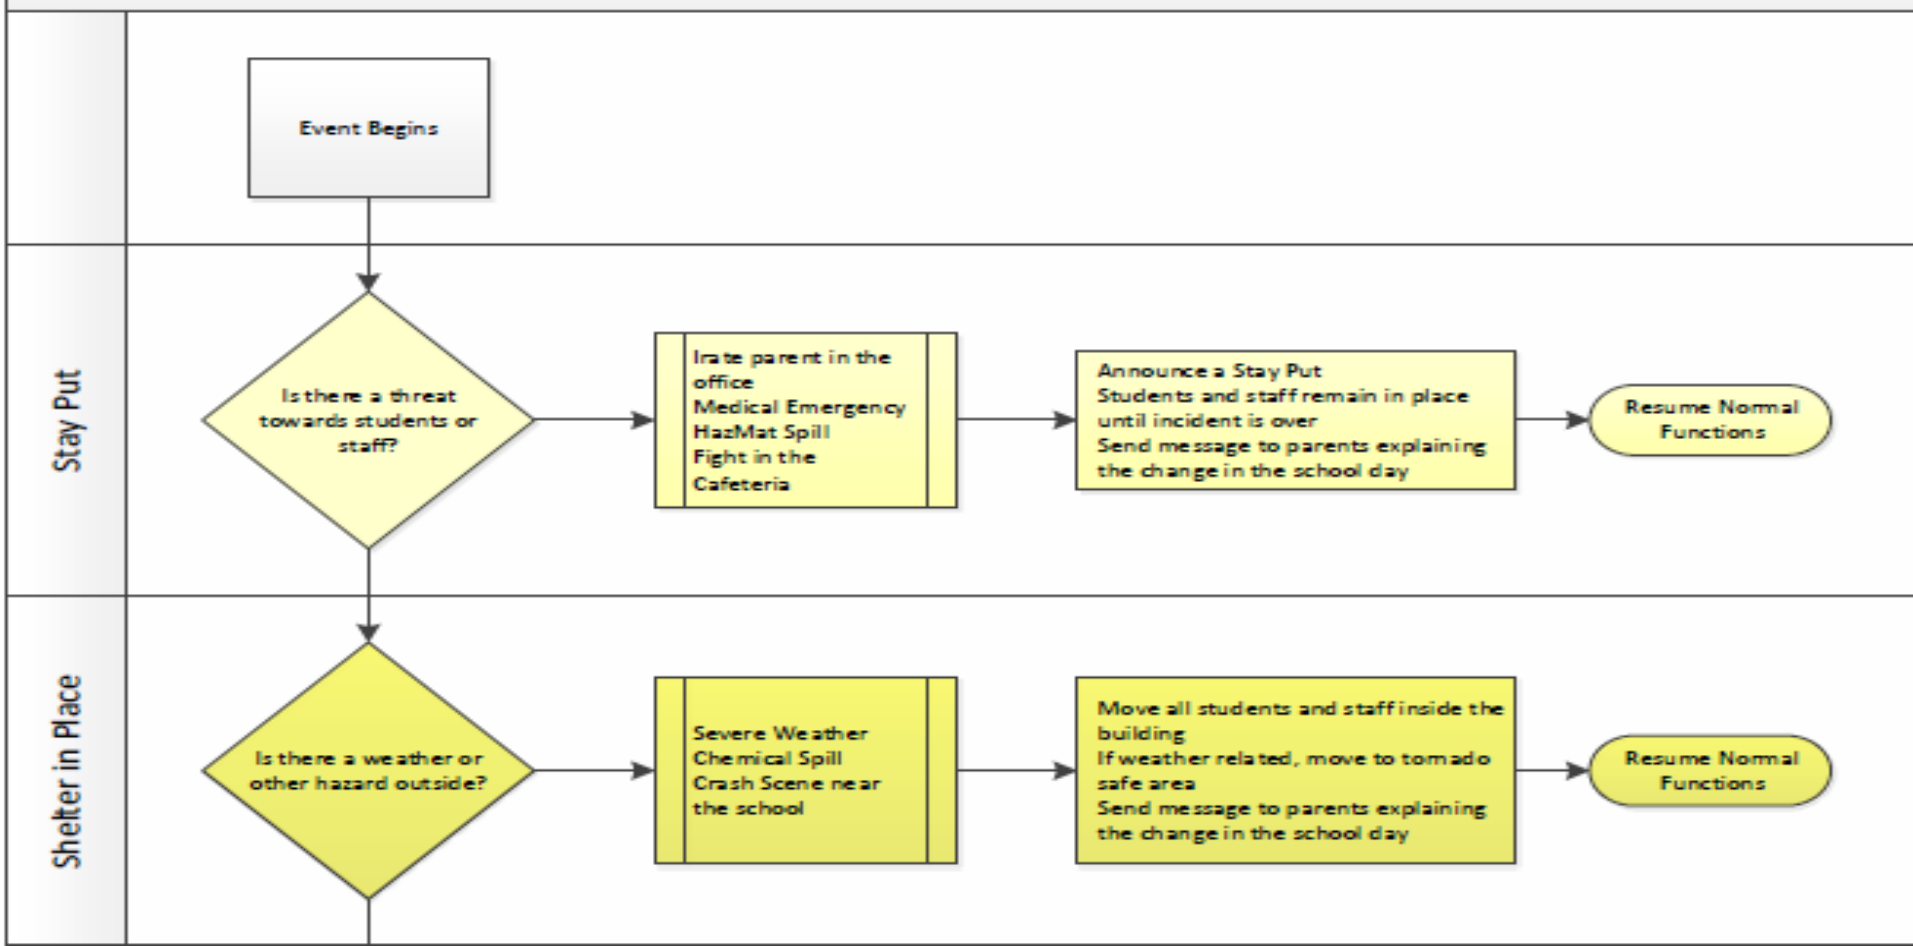 Event Begins
Stay Put
Is there a threat
towards students or
staff?
Irate parent in the
office
Medical Emergency
HazMat Spill
Fight in the
Cafeteria
Announce a Stay Put
Students and staff remain in place
until incident is over
Send message to parents explaining
the change in the school day
Resume Normal
Functions
Shelter in Place
Is there a weather or
other hazard outside?
Severe Weather
Chemical Spill
Crash Scene near
the school
Move all students and staff inside the
building
If weather related, move to tornado
safe area
Send message to parents explaining
the change in the school day
Resume Normal
Functions